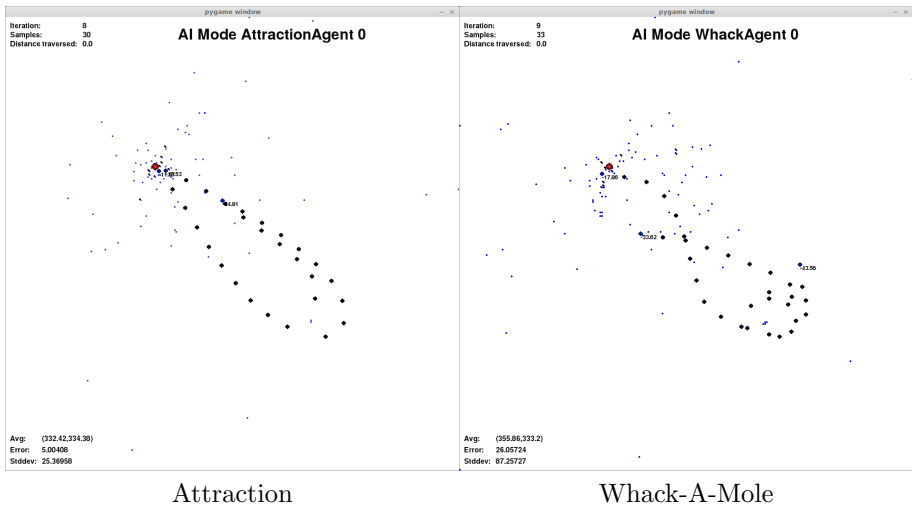 pygame window
Iteration: 8
Samples: 30
Distance traversed: 0.0
AI Mode AttractionAgent 0
Avg: (332.42,334.38)
Error: 5.00408
Stddev: 25.36958
pygame window
Iteration: 9
Samples: 33
Distance traversed: 0.0
AI Mode WhackAgent 0
-17.86
-33.62
-43.56
Avg: (355.86,333.2)
Error: 26.05724
Stddev: 87.25727
Attraction
Whack-A-Mole